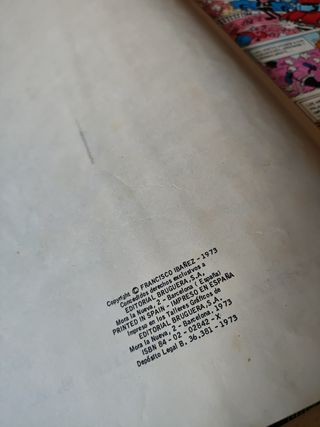 Copyright © FRANCISCO IBAÑEZ - 1973
Concedidos derechos exclusivos a
EDITORIAL BRUGUERA, S.A.
Mora la Nueva, 2 - Barcelona ( España)
PRINTED IN SPAIN - IMPRESO EN ESPAÑA
Impreso en los Talleres Gráficos de
EDITORIAL BRUGUERA, S.A.
Mora la Nueva, 2 - Barcelona, 1973
ISBN 84 - 02 - 02842 - X
Depósito Legal B. 36.381 - 1973